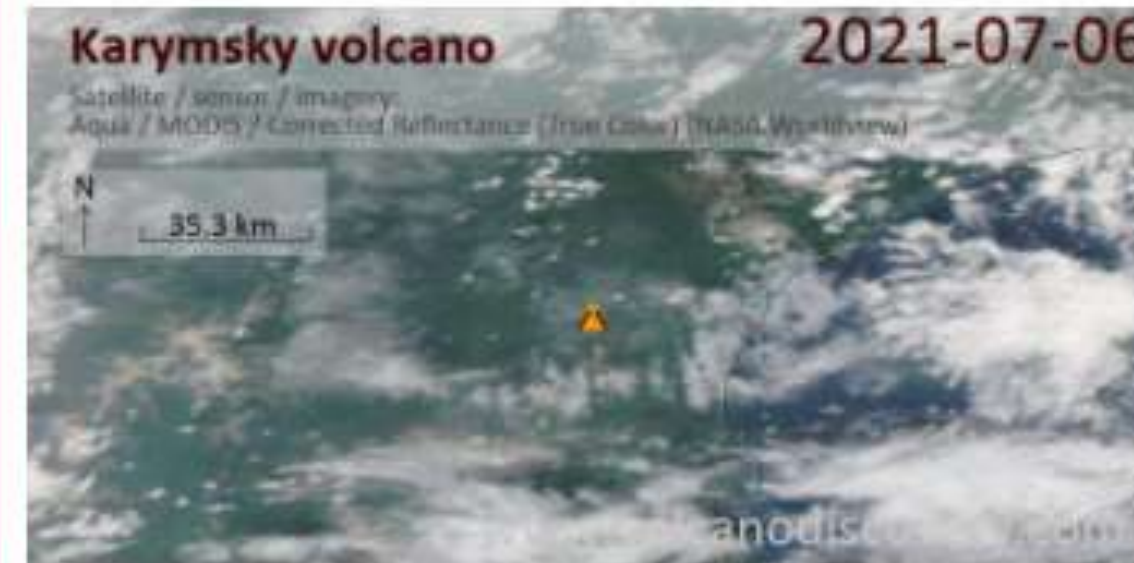 Karymsky volcano
2021-07-06
Satellite / sensor / imagery:
Aqua / MODIS / Corrected Reflectance (True Color) (NASA Worldview)
N
35.3 km